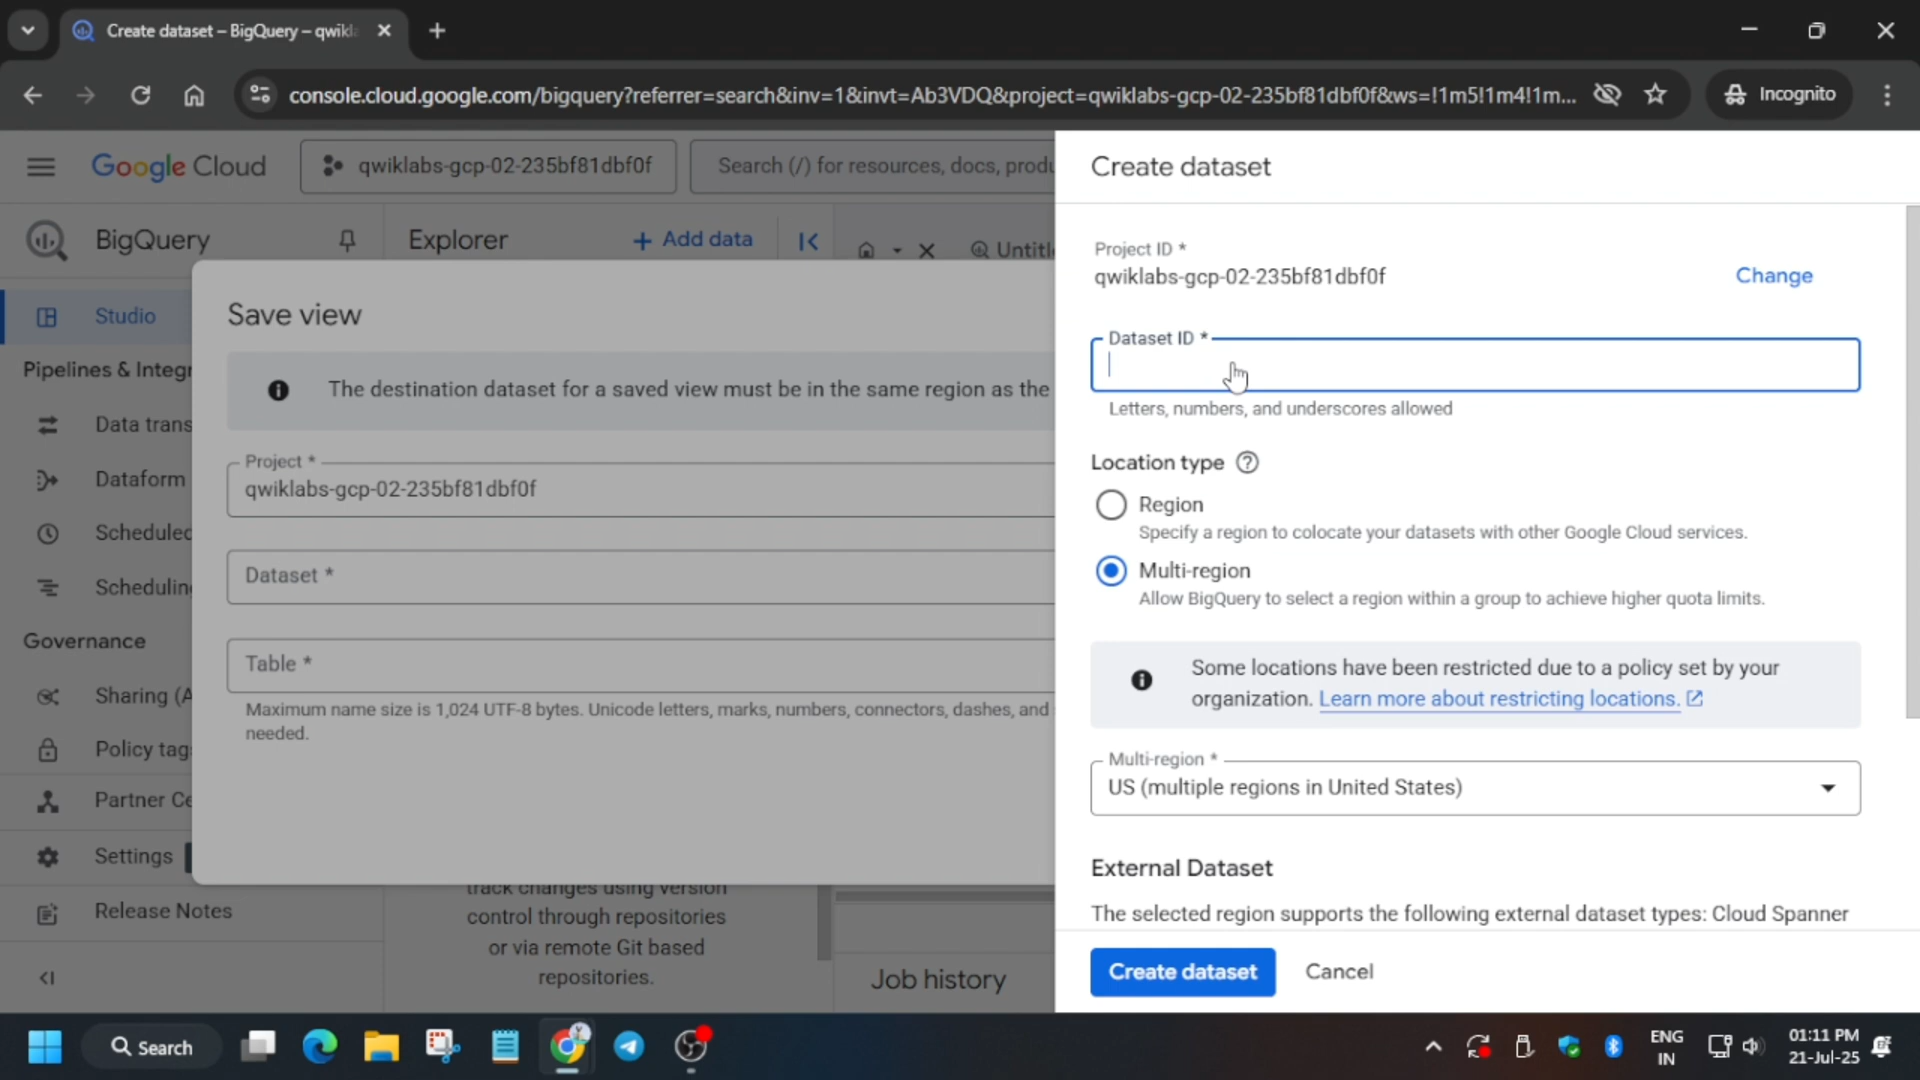 Create dataset – BigQuery – qwikl
console.cloud.google.com/bigquery?referrer=search&inv=1&invt=Ab3VDQ&project=qwiklabs-gcp-02-235bf81dbf0f&ws=!1m5!1m4!1m...
Incognito
Google Cloud
qwiklabs-gcp-02-235bf81dbf0f
Search (/) for resources, docs, produ
BigQuery
Explorer
+ Add data
Untitle
Studio
Pipelines & Integr
Data trans
Dataform
Scheduled
Scheduling
Governance
Sharing (A
Policy tag
Partner Ce
Settings
Release Notes
Save view
The destination dataset for a saved view must be in the same region as the
Project *
qwiklabs-gcp-02-235bf81dbf0f
Dataset *
Table *
Maximum name size is 1,024 UTF-8 bytes. Unicode letters, marks, numbers, connectors, dashes, and
needed.
track changes using version
control through repositories
or via remote Git based
repositories.
Job history
Create dataset
Project ID *
qwiklabs-gcp-02-235bf81dbf0f
Change
Dataset ID *
Letters, numbers, and underscores allowed
Location type
Region
Specify a region to colocate your datasets with other Google Cloud services.
Multi-region
Allow BigQuery to select a region within a group to achieve higher quota limits.
Some locations have been restricted due to a policy set by your
organization. Learn more about restricting locations.
Multi-region *
US (multiple regions in United States)
External Dataset
The selected region supports the following external dataset types: Cloud Spanner
Create dataset
Cancel
Search
ENG
IN
01:11 PM
21-Jul-25